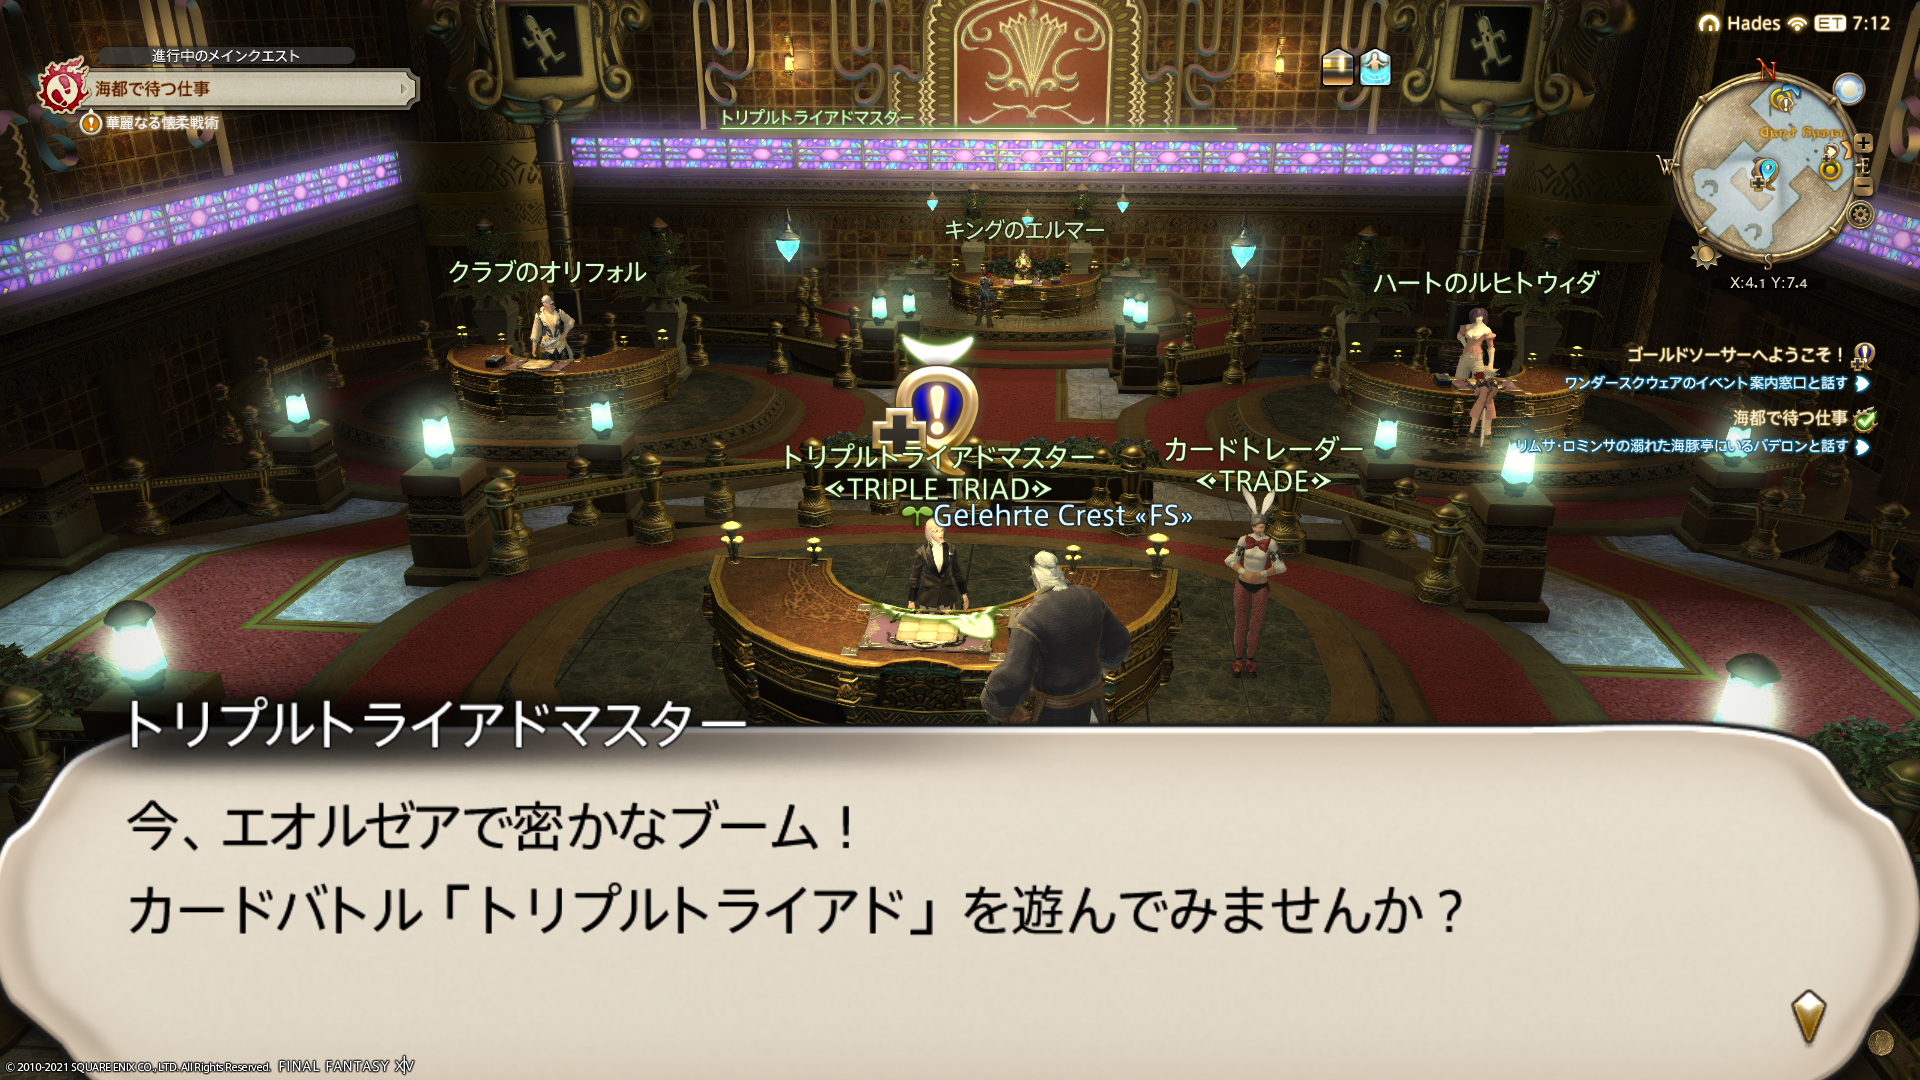 進行中のメインクエスト
海都で待つ仕事
華麗なる懐柔戦術
トリプルトライアドマスター
Hades ET 7:12
N
W
E
S
X:4.1 Y:7.4
キングのエルマー
クラブのオリフォル
ハートのルヒトウィダ
ゴールドソーサーへようこそ！
ワンダースクウェアのイベント案内窓口と話す
海都で待つ仕事
リムサ・ロミンサの溺れた海豚亭にいるバデロンと話す
トリプルトライアドマスター
<TRIPLE TRIAD>
カードトレーダー
<TRADE>
Gelehrte Crest «FS»
トリプルトライアドマスター
今、エオルゼアで密かなブーム！
カードバトル「トリプルトライアド」を遊んでみませんか？
© 2010-2021 SQUARE ENIX CO., LTD. All Rights Reserved. FINAL FANTASY XIV